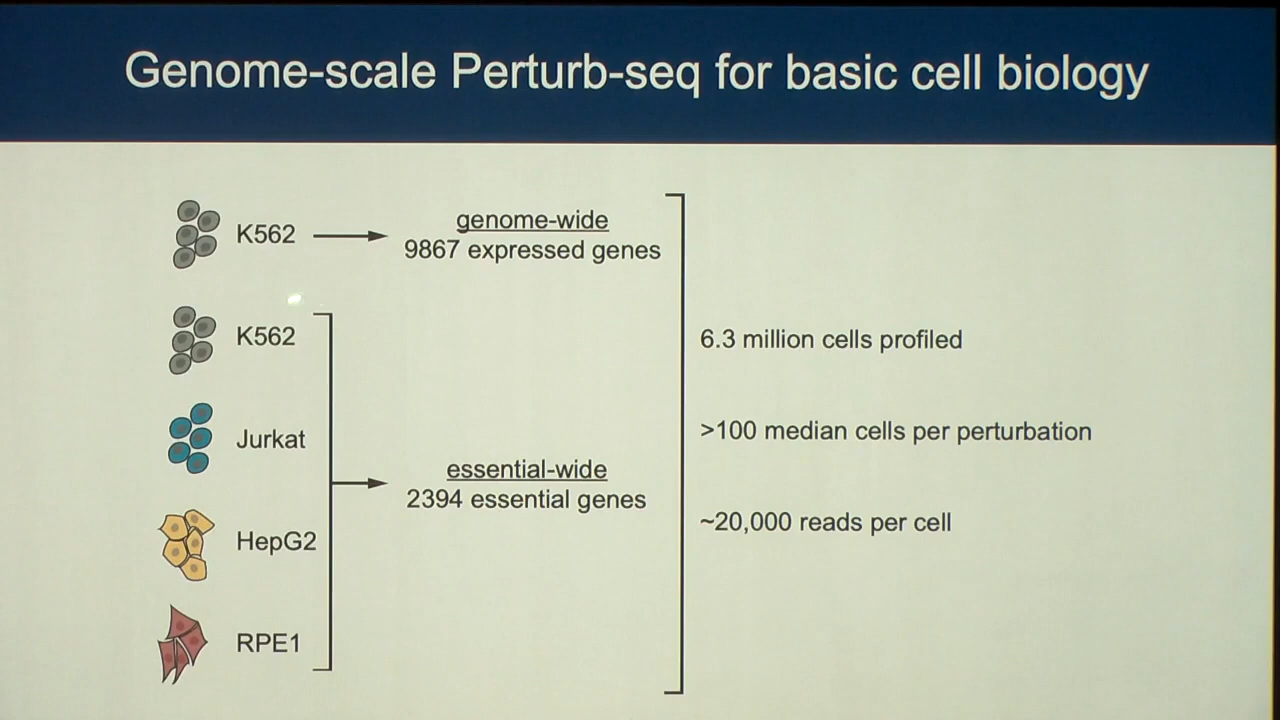 Genome-scale Perturb-seq for basic cell biology
K562
genome-wide
9867 expressed genes
K562
Jurkat
HepG2
RPE1
essential-wide
2394 essential genes
6.3 million cells profiled
>100 median cells per perturbation
~20,000 reads per cell